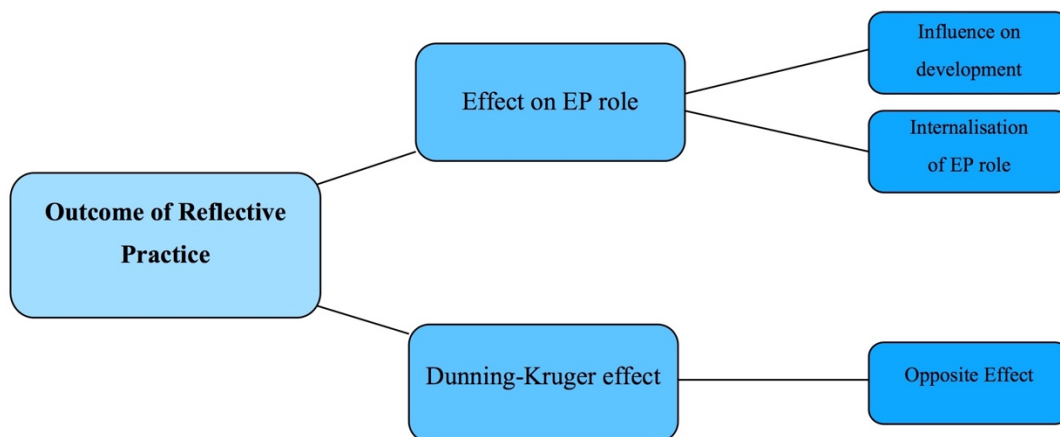 Influence on
development
Effect on EP role
Internalisation
of EP role
Outcome of Reflective
Practice
Dunning-Kruger effect
Opposite Effect